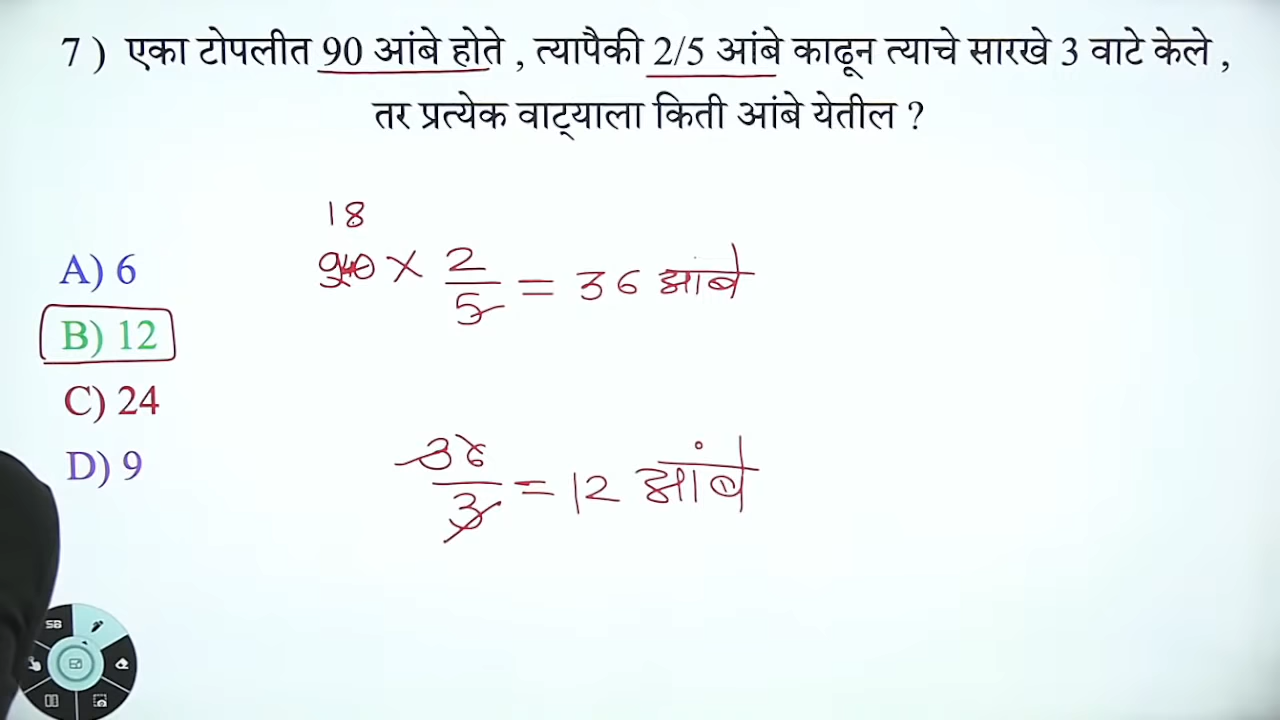 7 ) एका टोपलीत 90 आंबे होते , त्यापैकी 2/5 आंबे काढून त्याचे सारखे 3 वाटे केले ,
तर प्रत्येक वाट्याला किती आंबे येतील ?
18
90 × 2/5 = 36 आंबे
A) 6
B) 12
C) 24
D) 9
36/3 = 12 आंबे
SB